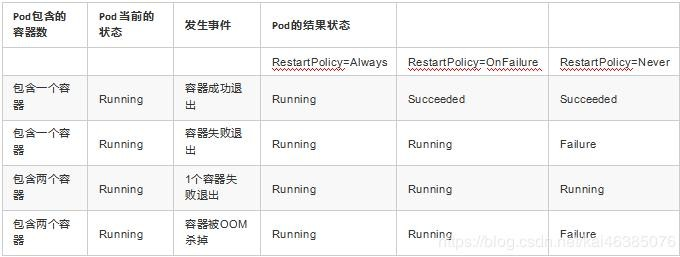 Pod包含的容器数 Pod当前的状态 发生事件 Pod的结果状态
RestartPolicy=Always RestartPolicy=OnFailure RestartPolicy=Never
包含一个容器 Running 容器成功退出 Running Succeeded Succeeded
包含一个容器 Running 容器失败退出 Running Running Failure
包含两个容器 Running 1个容器失败退出 Running Running Running
包含两个容器 Running 容器被OOM杀掉 Running Running Failure
https://blog.csdn.net/kai46385076